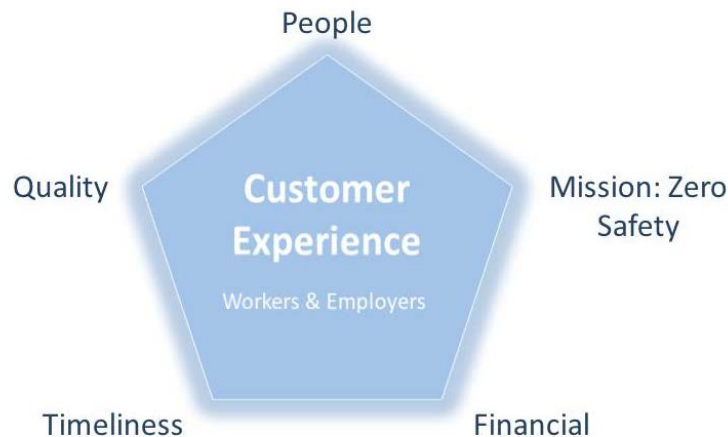 People
Quality
Customer
Experience
Workers & Employers
Mission: Zero
Safety
Timeliness
Financial